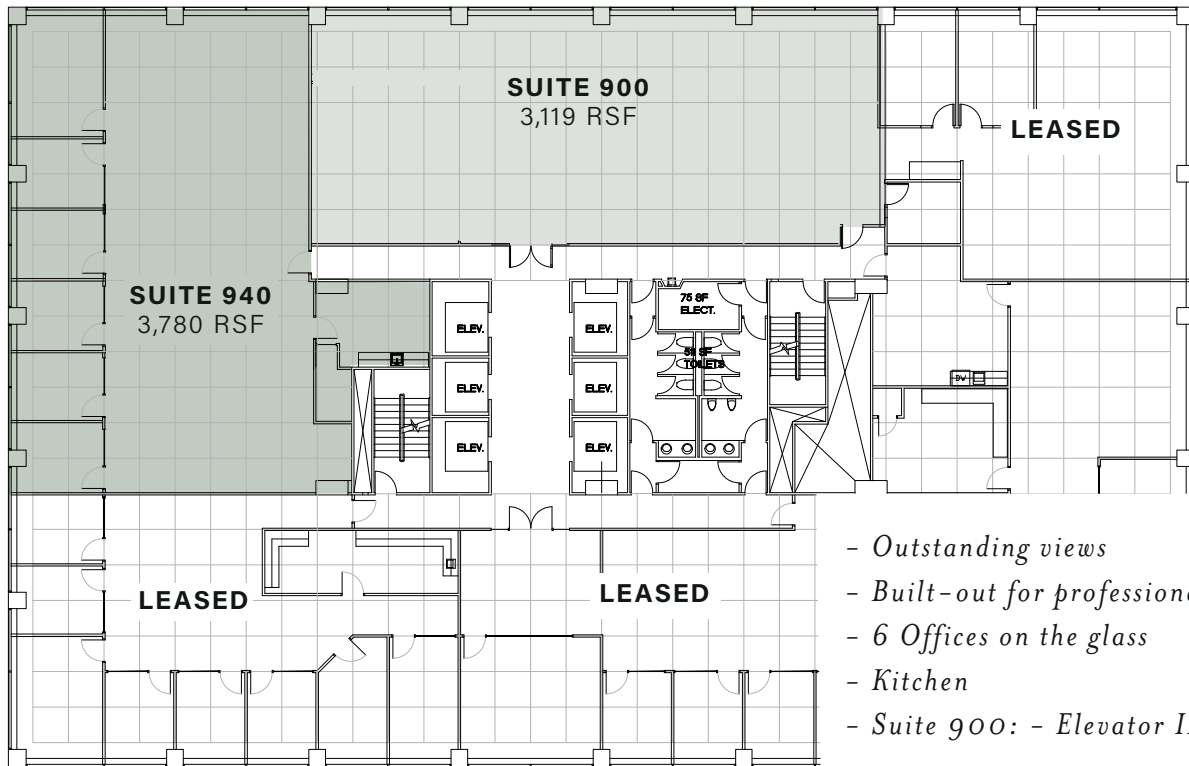 SUITE 900
3,119 RSF
LEASED
SUITE 940
3,780 RSF
75 SF
ELECT.
ELEV.
ELEV.
TOILETS
ELEV.
ELEV.
DW
ELEV.
ELEV.
- Outstanding views
- Built-out for
LEASED
LEASED
- 6 Offices on the glass
- Kitchen
- Suite 900: - Elevator